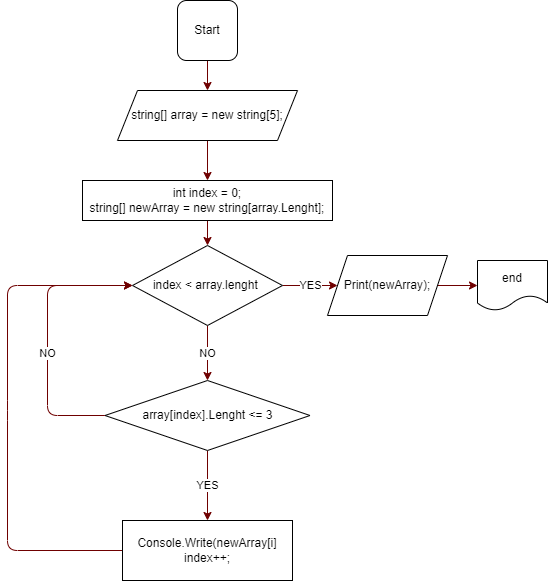 Start
string[] array = new string[5];
int index = 0;
string[] newArray = new string[array.Lenght];
index < array.lenght
YES
Print(newArray);
end
NO
NO
array[index].Lenght <= 3
YES
Console.Write(newArray[i]
index++;